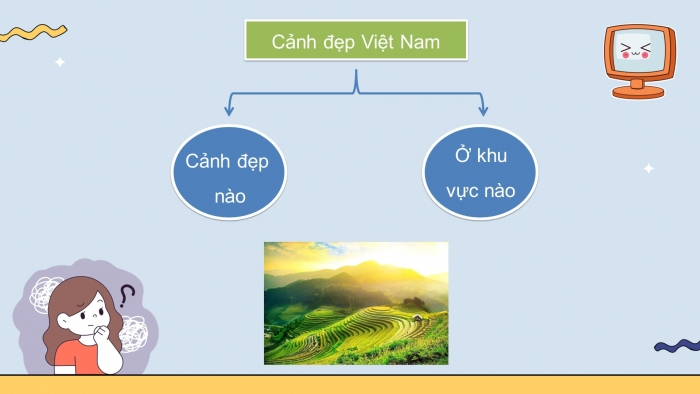 Cảnh đẹp Việt Nam
Cảnh đẹp
nào
Ở khu
vực nào